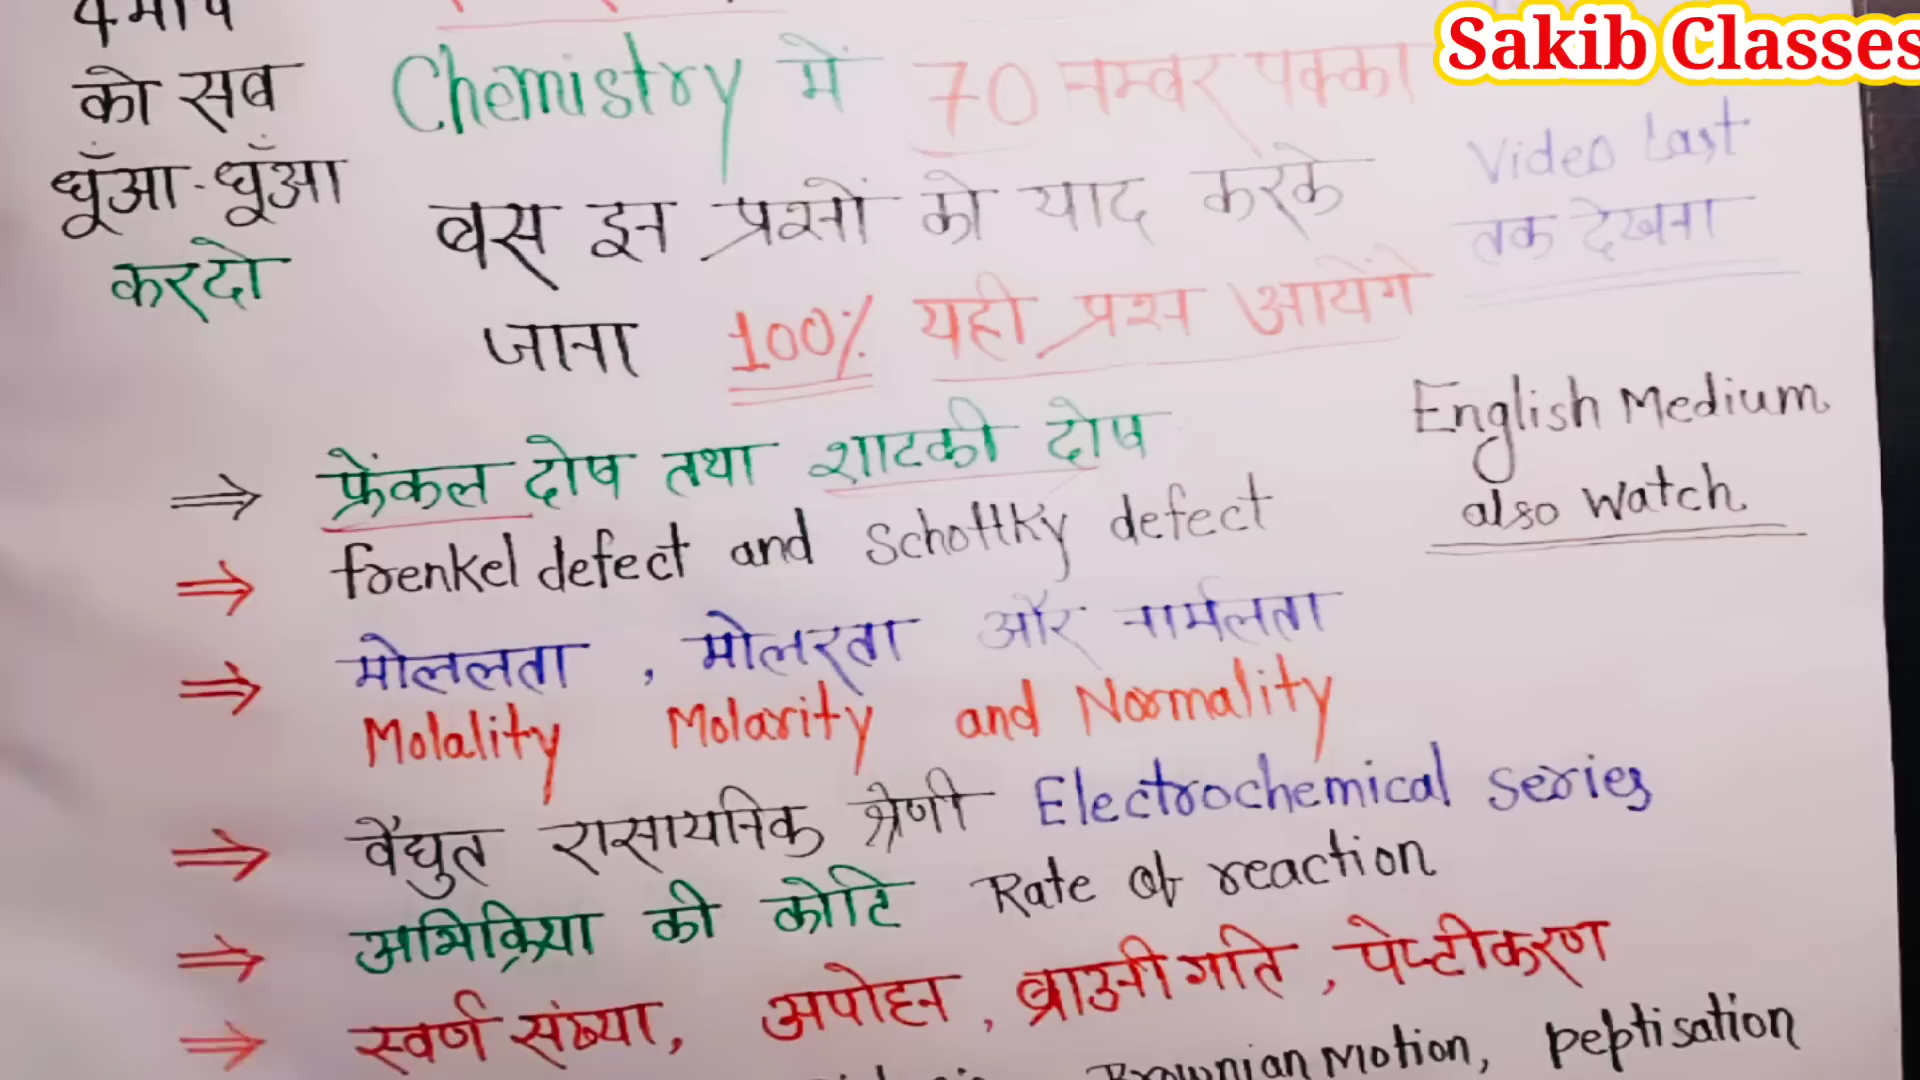 Sakib Classes
को सब
धूँआ-धूँआ
करदो
Chemistry में 70 नम्बर पक्का
बस इन प्रश्नों को याद करके
जाना 100% यही प्रश्न आयेंगे
Video Last
तक देखना
English Medium
also watch
⇒ फ्रेंकल दोष तथा शाटकी दोष
⇒ frenkel defect and Schottky defect
⇒ मोललता, मोलरता और नार्मलता
Molality Molarity and Normality
⇒ वैद्युत रासायनिक श्रेणी Electrochemical series
⇒ अभिक्रिया की कोटि Rate of reaction
⇒ स्वर्ण संख्या, अपोहन, ब्राउनी गति, पेप्टीकरण
Brownian Motion, peptisation